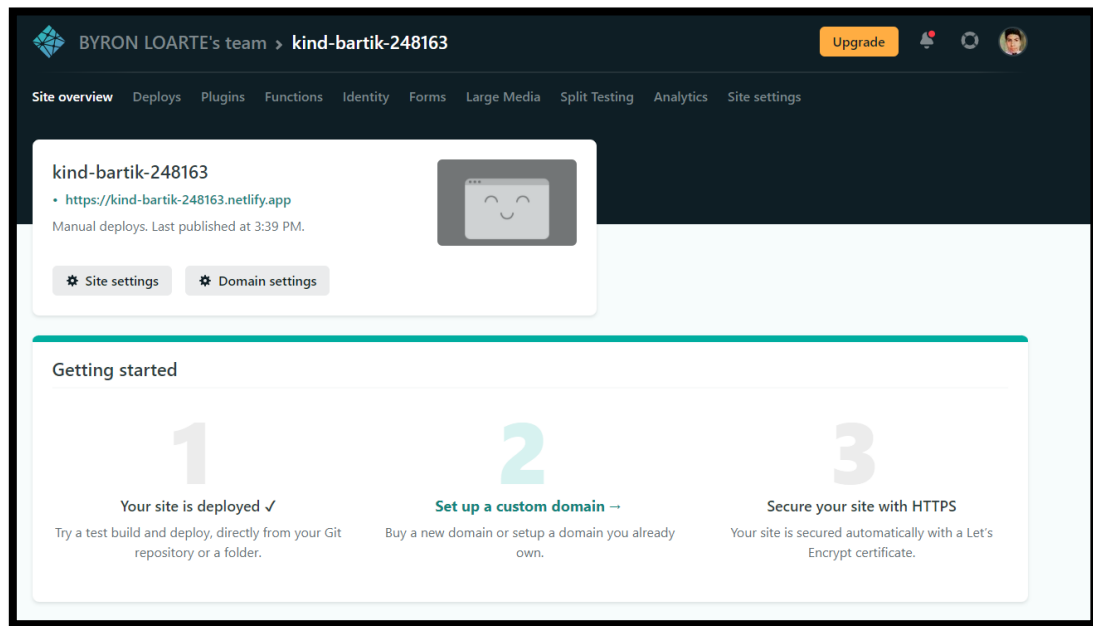 BYRON LOARTE's team > kind-bartik-248163
Upgrade
Site overview Deploys Plugins Functions Identity Forms Large Media Split Testing Analytics Site settings
kind-bartik-248163
• https://kind-bartik-248163.netlify.app
Manual deploys. Last published at 3:39 PM.
Site settings Domain settings
Getting started
1
Your site is deployed ✓
Try a test build and deploy, directly from your Git
repository or a folder.
2
Set up a custom domain →
Buy a new domain or setup a domain you already
own.
3
Secure your site with HTTPS
Your site is secured automatically with a Let's
Encrypt certificate.